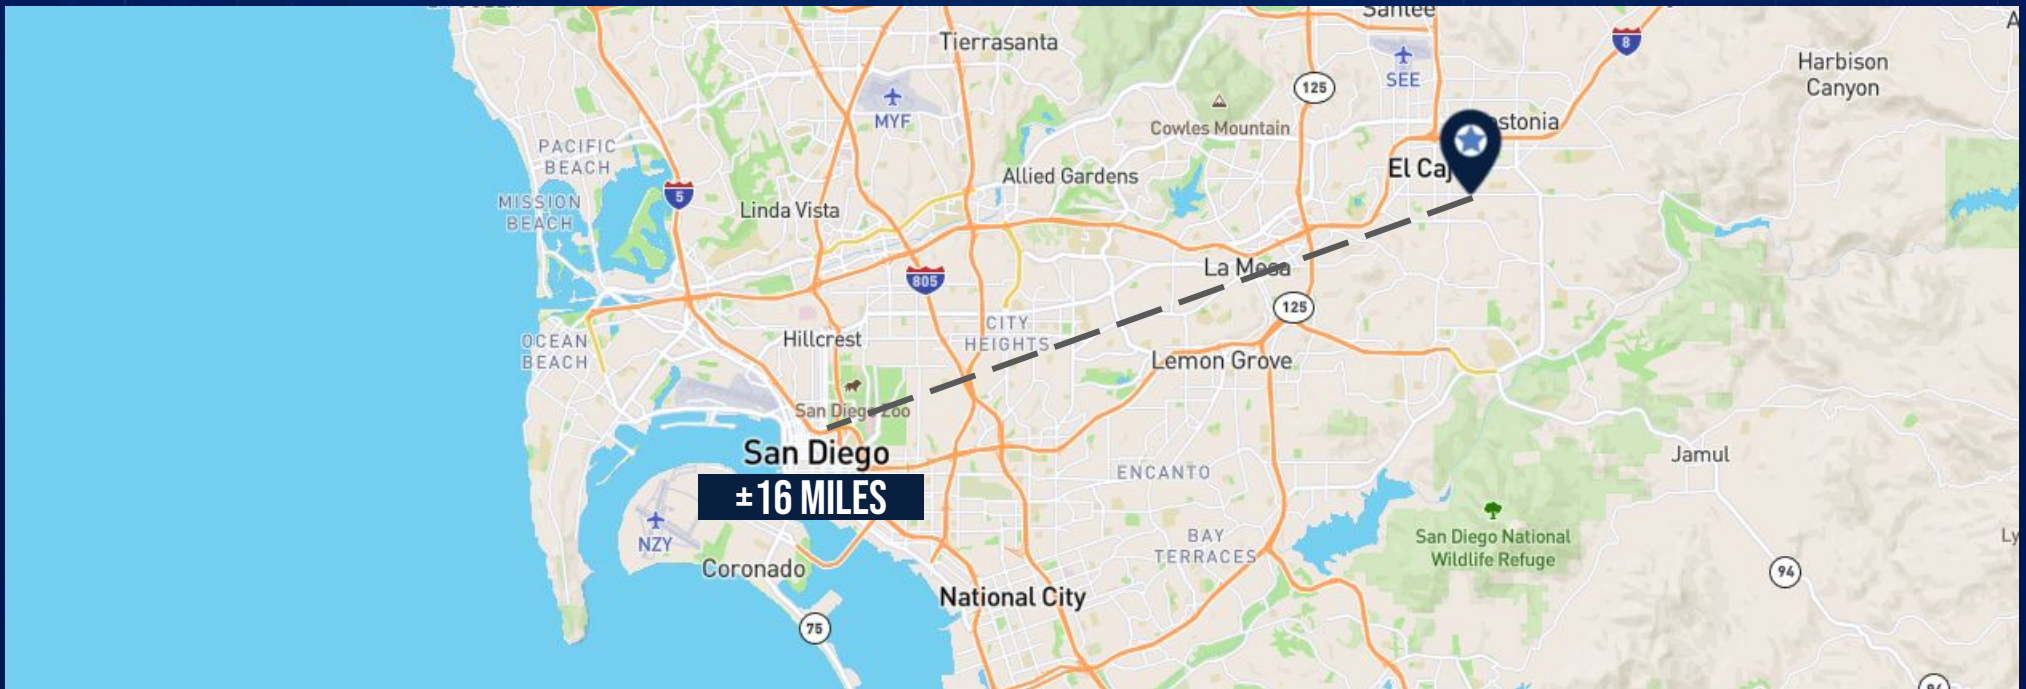 Santee
Tierrasanta
8
Harbison
Canyon
SEE
125
MYF
Cowles Mountain
PACIFIC
BEACH
Allied Gardens
El Caj
5
MISSION
BEACH
Linda Vista
La Mesa
805
125
CITY
HEIGHTS
Hillcrest
OCEAN
BEACH
Lemon Grove
San Diego Zoo
San Diego
±16 MILES
ENCANTO
Jamul
NZY
BAY
TERRACES
San Diego National
Wildlife Refuge
Coronado
94
National City
75